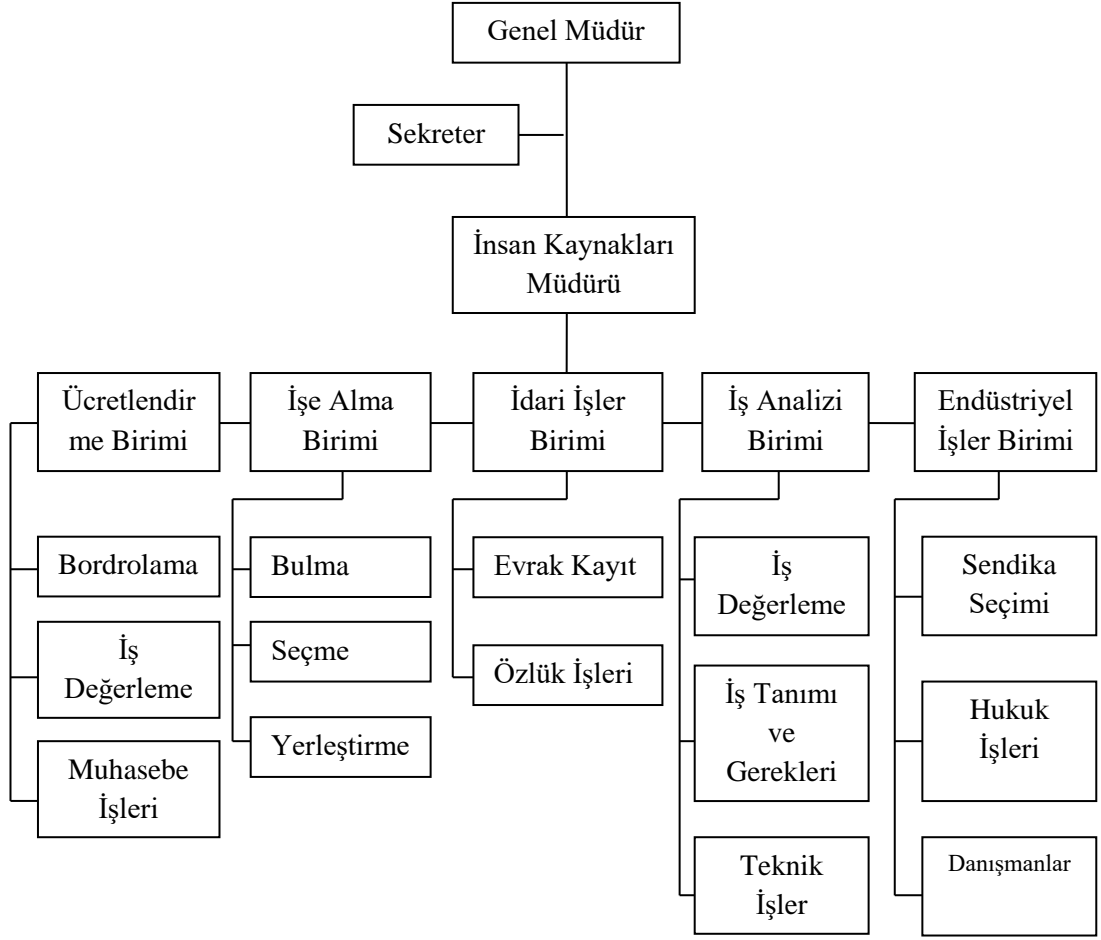 Genel Müdür
Sekreter
İnsan Kaynakları
Müdürü
Ücretlendir
me Birimi
İşe Alma
Birimi
İdari İşler
Birimi
İş Analizi
Birimi
Endüstriyel
İşler Birimi
Bordrolama
İş
Değerleme
Muhasebe
İşleri
Bulma
Seçme
Yerleştirme
Evrak Kayıt
Özlük İşleri
İş
Değerleme
İş Tanımı
ve
Gerekleri
Teknik
İşler
Sendika
Seçimi
Hukuk
İşleri
Danışmanlar